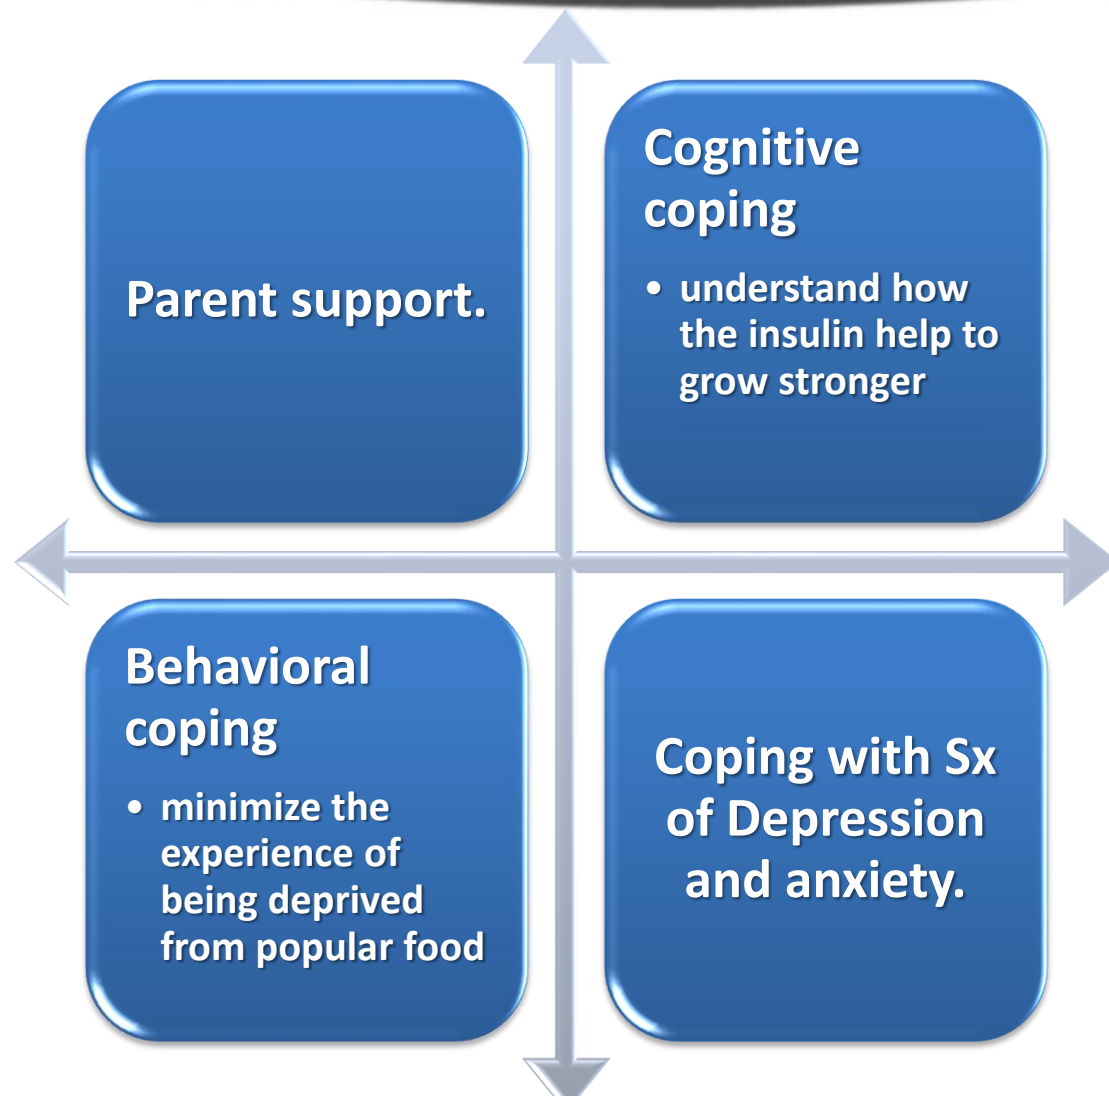 Parent support.
Cognitive
coping
• understand how
the insulin help to
grow stronger
Behavioral
coping
• minimize the
experience of
being deprived
from popular food
Coping with Sx
of Depression
and anxiety.